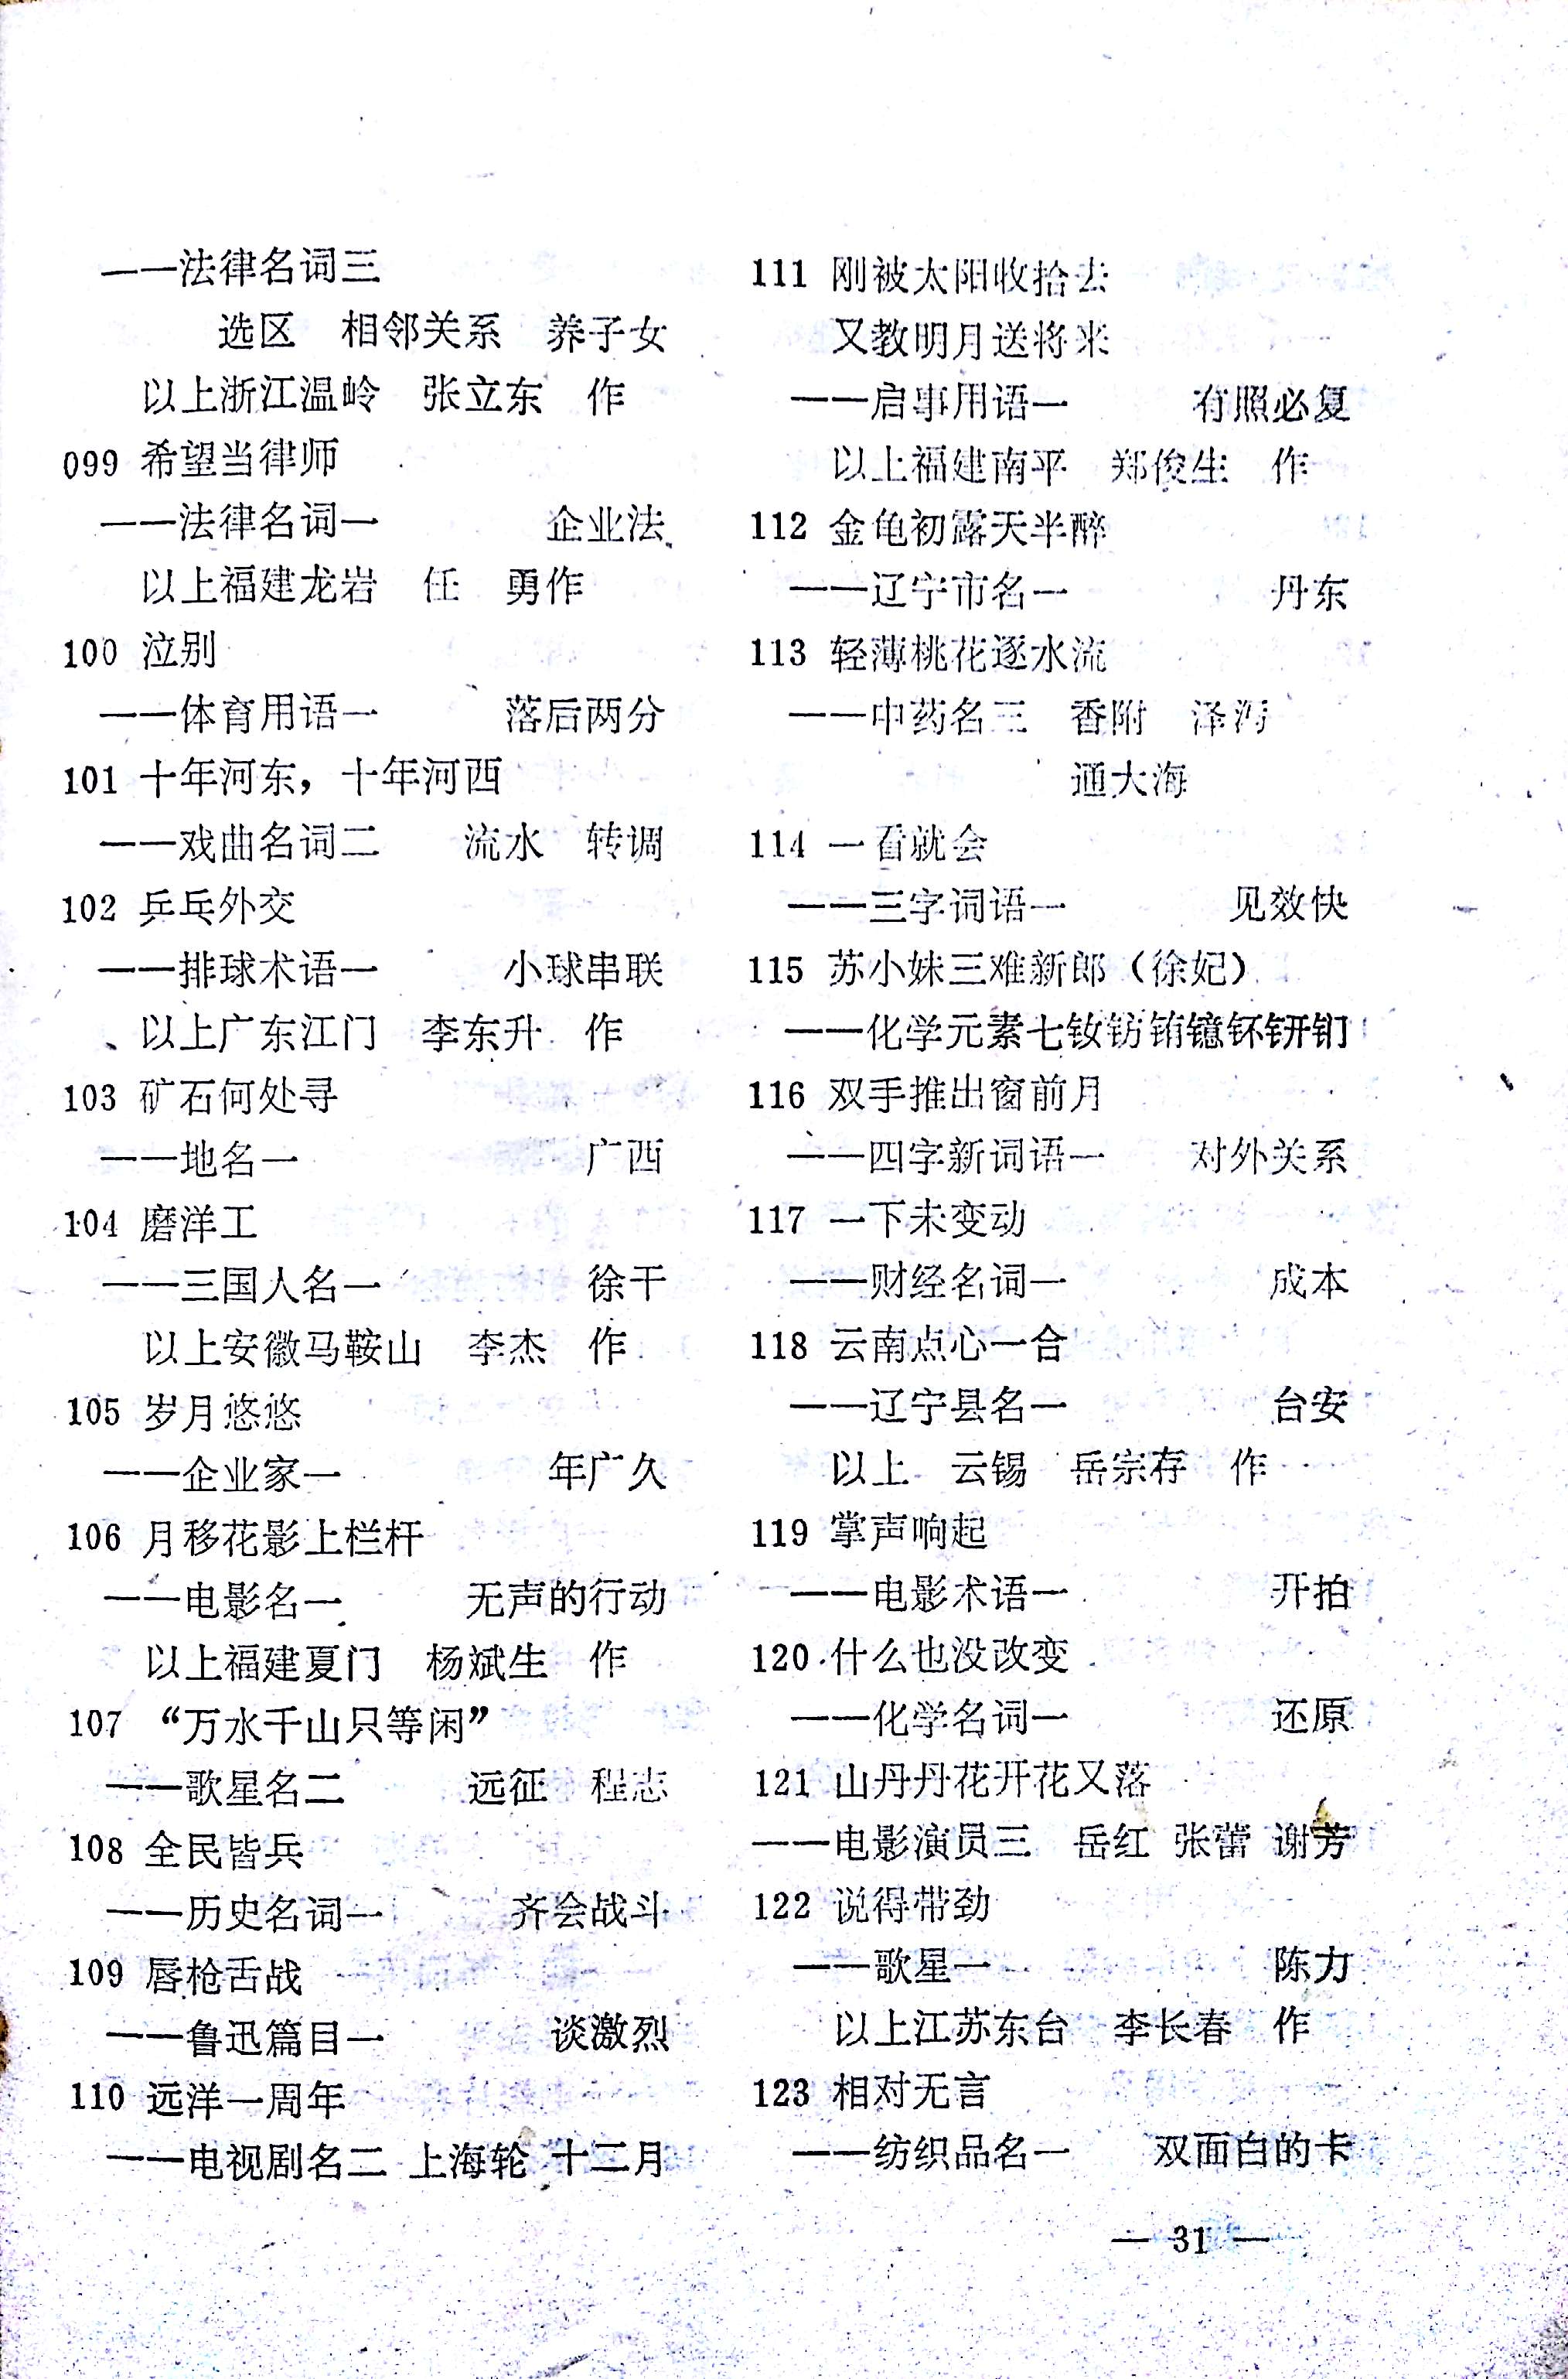 ——法律名词三
选区 相邻关系 养子女
以上浙江温岭 张立东 作
099 希望当律师
——法律名词一 企业法
以上福建龙岩 任 勇作
100 泣别
——体育用语一 落后两分
101 十年河东，十年河西
——戏曲名词二 流水 转调
102 乒乓外交
——排球术语一 小球串联
以上广东江门 李东升 作
103 矿石何处寻
——地名一 广西
104 磨洋工
——三国人名一 徐干
以上安徽马鞍山 李杰 作
105 岁月悠悠
——企业家一 年广久
106 月移花影上栏杆
——电影名一 无声的行动
以上福建夏门 杨斌生 作
107 “万水千山只等闲”
——歌星名二 远征 程志
108 全民皆兵
——历史名词一 齐会战斗
109 唇枪舌战
——鲁迅篇目一 谈激烈
110 远洋一周年
——电视剧名二 上海轮 十二月
111 刚被太阳收拾去
又教明月送将来
——启事用语一 有照必复
以上福建南平 郑俊生 作
112 金龟初露天半醉
——辽宁市名一 丹东
113 轻薄桃花逐水流
——中药名三 香附 泽泻
通大海
114 一看就会
——三字词语一 见效快
115 苏小妹三难新郎（徐妃）
——化学元素七钕钫铕镱钚钘钔
116 双手推出窗前月
——四字新词语一 对外关系
117 一下未变动
——财经名词一 成本
118 云南点心一合
——辽宁县名一 台安
以上 云锡 岳宗存 作
119 掌声响起
——电影术语一 开拍
120 什么也没改变
——化学名词一 还原
121 山丹丹花开花又落
——电影演员三 岳红 张蕾 谢芳
122 说得带劲
——歌星一 陈力
以上江苏东台 李长春 作
123 相对无言
——纺织品名一 双面白的卡
— 31 —